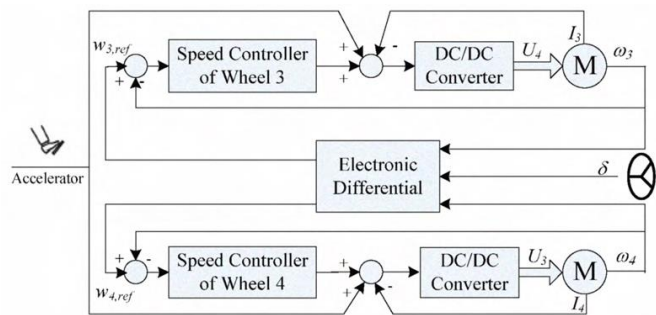 w3,ref
+
-
Speed Controller
of Wheel 3
+
+
-
DC/DC
Converter
U4
I3
M
ω3
Accelerator
Electronic
Differential
δ
+
-
w4,ref
Speed Controller
of Wheel 4
+
+
-
DC/DC
Converter
U3
M
I4
ω4